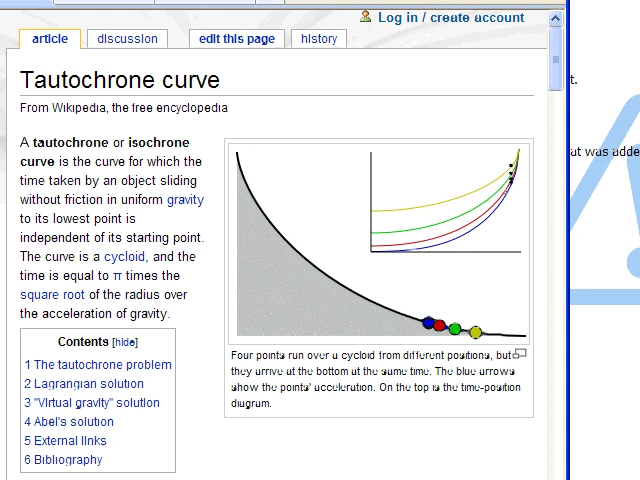 Log in / create account
article
discussion
edit this page
history
Tautochrone curve
From Wikipedia, the free encyclopedia
A tautochrone or isochrone
curve is the curve for which the
time taken by an object sliding
without friction in uniform gravity
to its lowest point is
independent of its starting point.
The curve is a cycloid, and the
time is equal to π times the
square root of the radius over
the acceleration of gravity.
Four points run over a cycloid from different positions, but
they arrive at the bottom at the same time. The blue arrows
show the points' acceleration. On the top is the time-position
diagram.
Contents [hide]
1 The tautochrone problem
2 Lagrangian solution
3 "Virtual gravity" solution
4 Abel's solution
5 External links
6 Bibliography
t.
at was adde